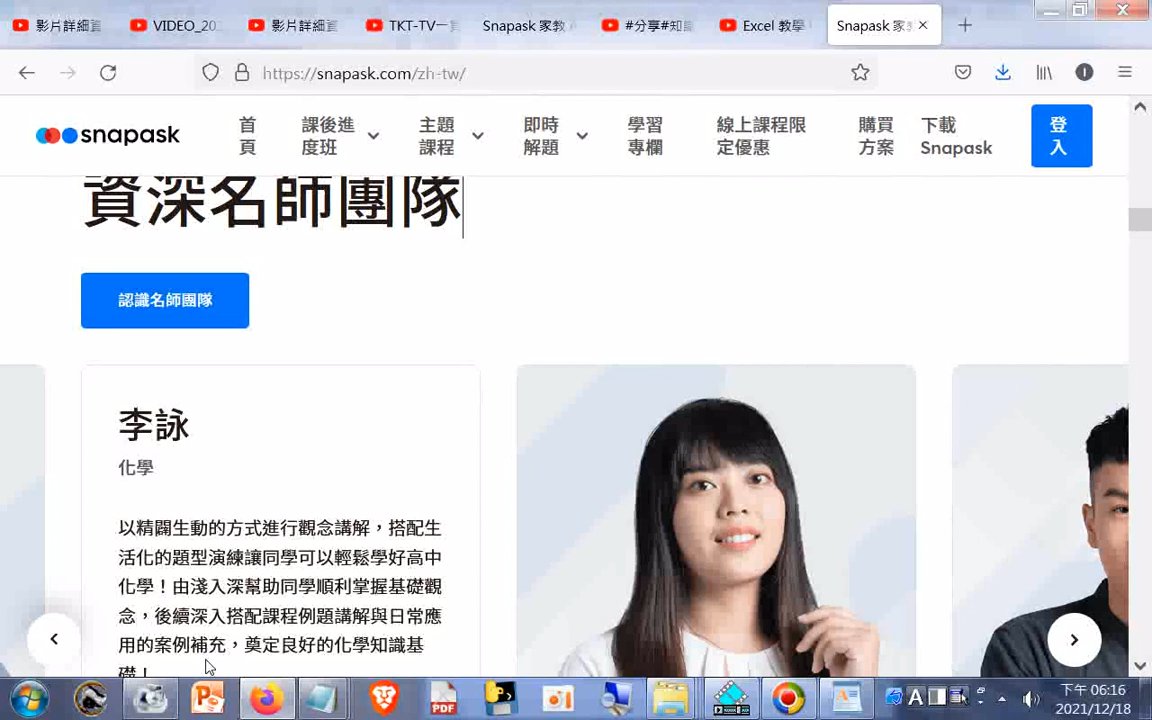 影片詳細資
VIDEO_20
影片詳細資
TKT-TV一
Snapask 家教
#分享#知識
Excel 教學
Snapask 家
https://snapask.com/zh-tw/
snapask
首頁
課後進度班
主題課程
即時解題
學習專欄
線上課程限定優惠
購買方案
下載 Snapask
登入
資深名師團隊
認識名師團隊
李詠
化學
以精闢生動的方式進行觀念講解，搭配生
活化的題型演練讓同學可以輕鬆學好高中
化學！由淺入深幫助同學順利掌握基礎觀
念，後續深入搭配課程例題講解與日常應
用的案例補充，奠定良好的化學知識基
礎！
PDF
A
下午 06:16
2021/12/18